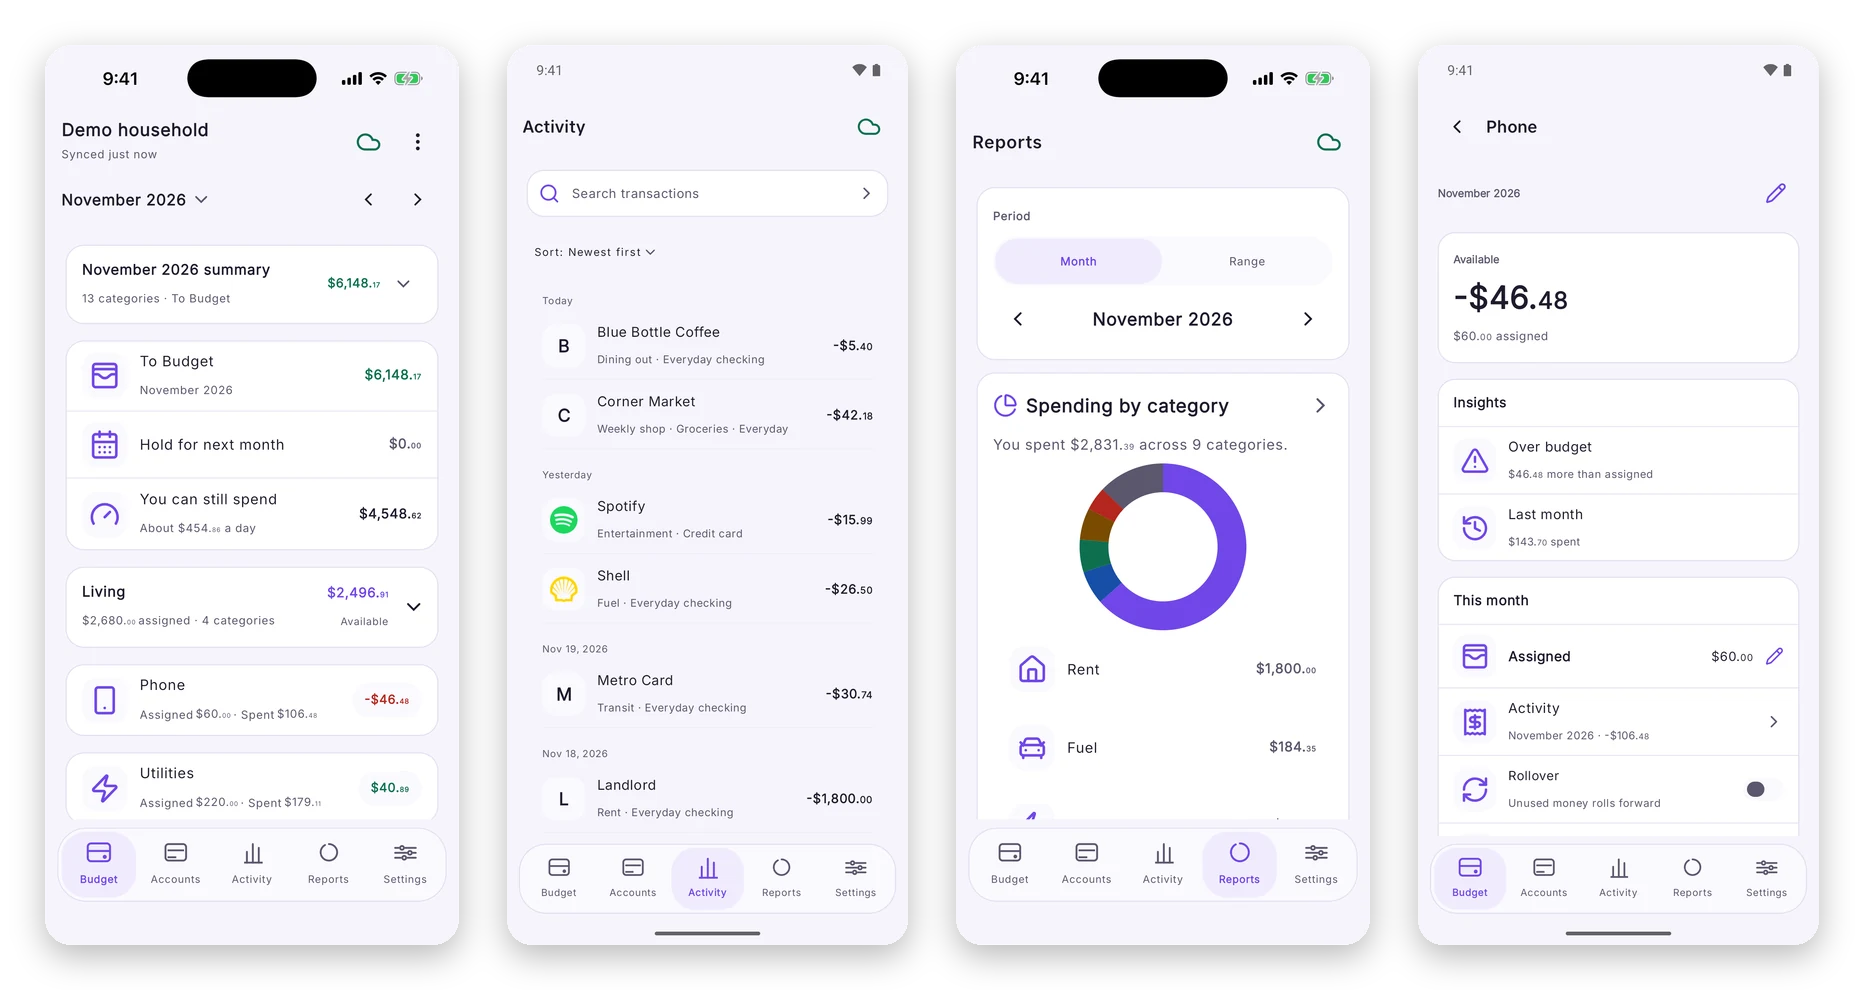 9:41
Demo household
Synced just now
November 2026
November 2026 summary
$6,148.17
13 categories · To Budget
To Budget
November 2026
$6,148.17
Hold for next month
$0.00
You can still spend
About $454.86 a day
$4,548.62
Living
$2,496.91
$2,680.00 assigned · 4 categories
Available
Phone
Assigned $60.00 · Spent $106.48
-$46.48
Utilities
Assigned $220.00 · Spent $179.11
$40.89
Budget
Accounts
Activity
Reports
Settings
9:41
Activity
Search transactions
Sort: Newest first
Today
B
Blue Bottle Coffee
Dining out · Everyday checking
-$5.40
C
Corner Market
Weekly shop · Groceries · Everyday
-$42.18
Yesterday
Spotify
Entertainment · Credit card
-$15.99
Shell
Fuel · Everyday checking
-$26.50
Nov 19, 2026
M
Metro Card
Transit · Everyday checking
-$30.74
Nov 18, 2026
L
Landlord
Rent · Everyday checking
-$1,800.00
Budget
Accounts
Activity
Reports
Settings
9:41
Reports
Period
Month
Range
November 2026
Spending by category
You spent $2,831.39 across 9 categories.
Rent
$1,800.00
Fuel
$184.35
Budget
Accounts
Activity
Reports
Settings
9:41
Phone
November 2026
Available
-$46.48
$60.00 assigned
Insights
Over budget
$46.48 more than assigned
Last month
$143.70 spent
This month
Assigned
$60.00
Activity
November 2026 · -$106.48
Rollover
Unused money rolls forward
Budget
Accounts
Activity
Reports
Settings